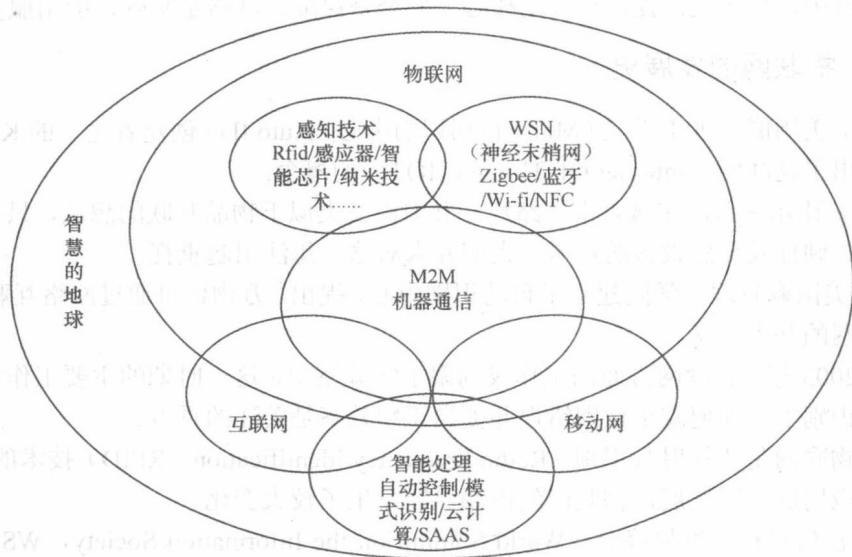 物联网
感知技术
Rfid/感应器/智
能芯片/纳米技
术……
WSN
（神经末梢网）
Zigbee/蓝牙
/Wi-fi/NFC
智慧的地球
M2M
机器通信
互联网
移动网
智能处理
自动控制/模
式识别/云计
算/SAAS